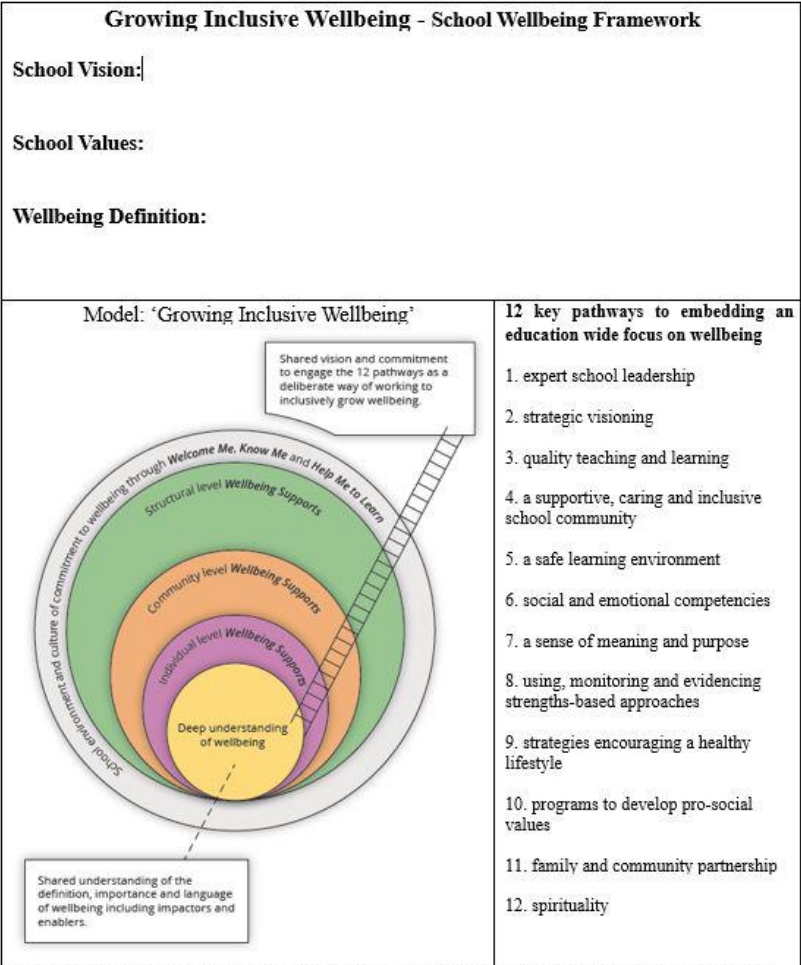 Growing Inclusive Wellbeing - School Wellbeing Framework
School Vision:
School Values:
Wellbeing Definition:
Model: ‘Growing Inclusive Wellbeing’
Shared vision and commitment
to engage the 12 pathways as a
deliberate way of working to
inclusively grow wellbeing.
School environment and culture of commitment to wellbeing through Welcome Me, Know Me and Help Me to Learn
Structural level Wellbeing Supports
Community level Wellbeing Supports
Individual level Wellbeing Supports
Deep understanding
of wellbeing
Shared understanding of the
definition, importance and language
of wellbeing including impactors and
enablers.
12 key pathways to embedding an
education wide focus on wellbeing
1. expert school leadership
2. strategic visioning
3. quality teaching and learning
4. a supportive, caring and inclusive
school community
5. a safe learning environment
6. social and emotional competencies
7. a sense of meaning and purpose
8. using, monitoring and evidencing
strengths-based approaches
9. strategies encouraging a healthy
lifestyle
10. programs to develop pro-social
values
11. family and community partnership
12. spirituality